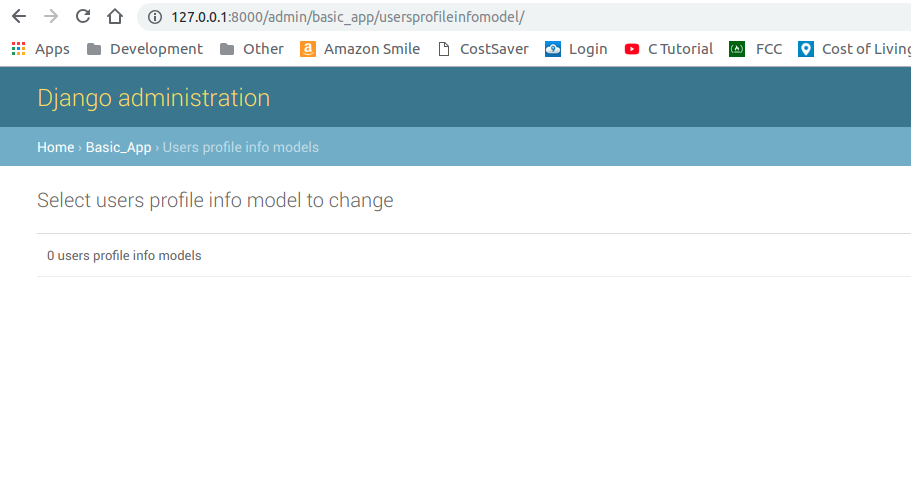 127.0.0.1:8000/admin/basic_app/usersprofileinfomodel/
Apps Development Other Amazon Smile CostSaver Login C Tutorial FCC Cost of Living
Django administration
Home › Basic_App › Users profile info models
Select users profile info model to change
0 users profile info models